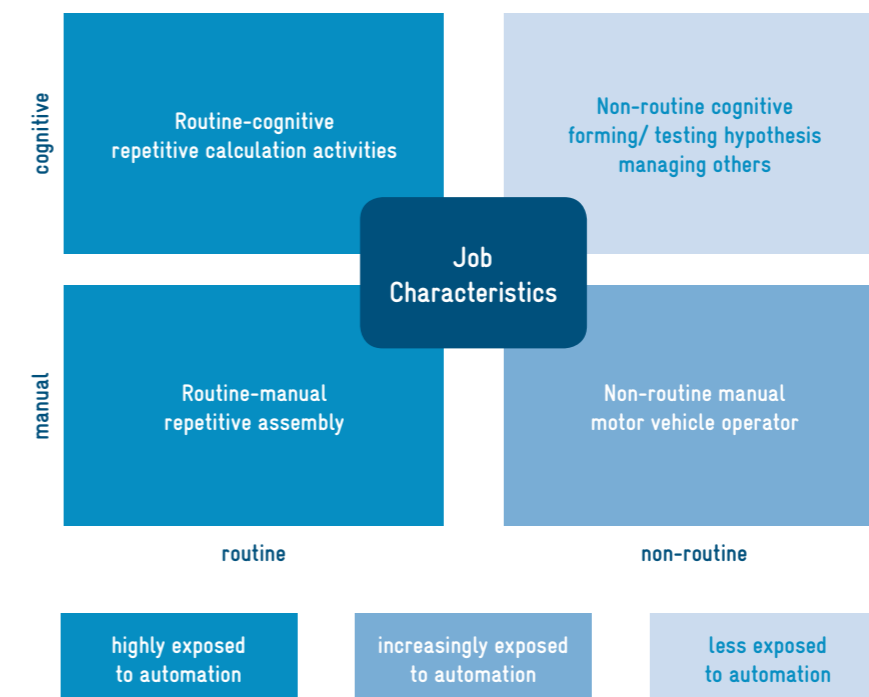 cognitive
Routine-cognitive
repetitive calculation activities
Non-routine cognitive
forming/ testing hypothesis
managing others
Job
Characteristics
manual
Routine-manual
repetitive assembly
Non-routine manual
motor vehicle operator
routine
non-routine
highly exposed
to automation
increasingly exposed
to automation
less exposed
to automation